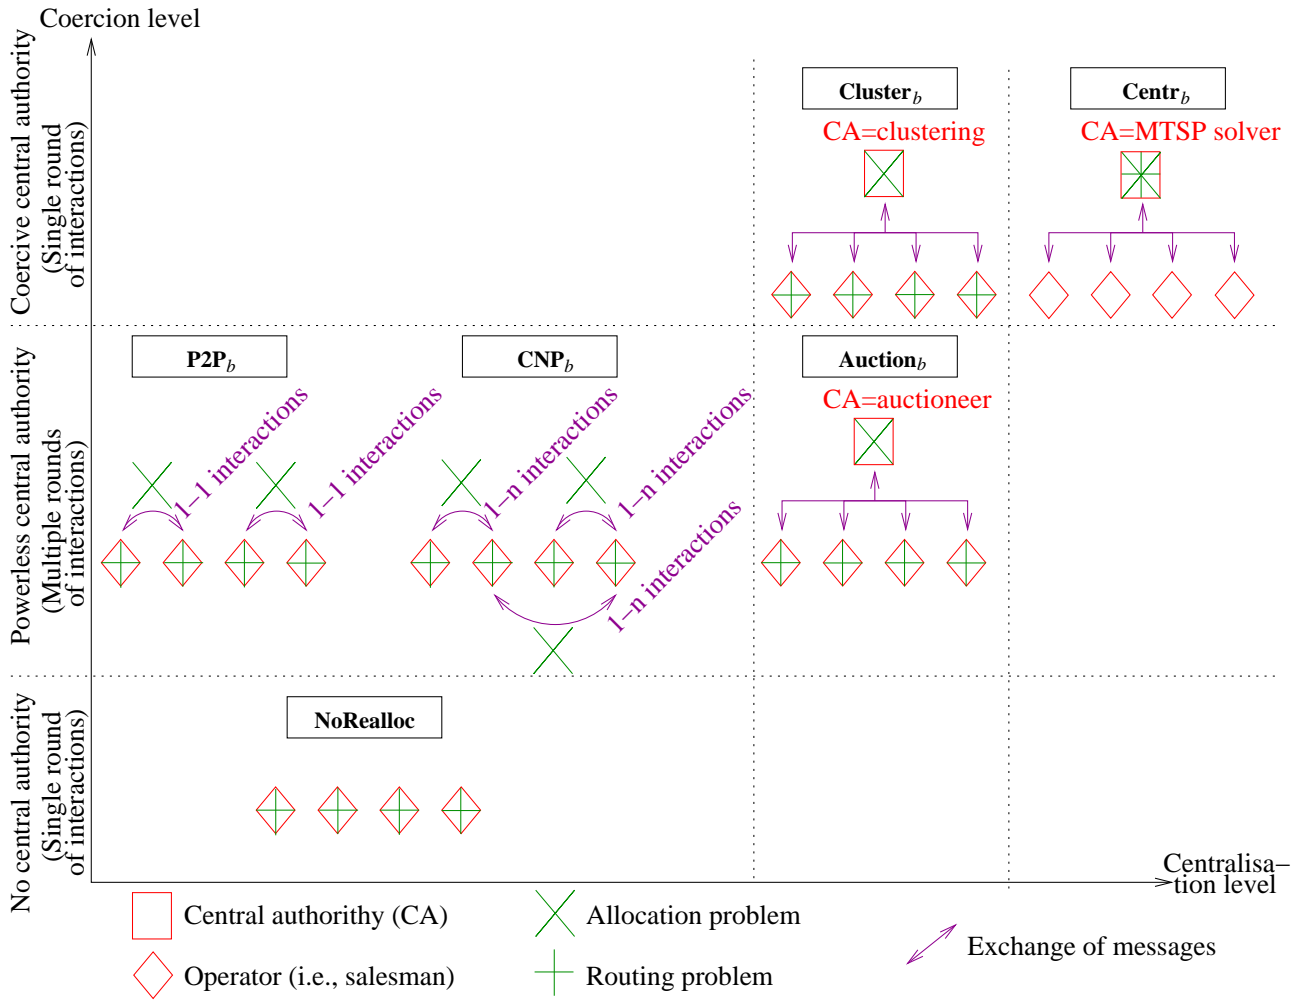 Coercion level
Coercive central authority
(Single round
of interactions)
Cluster_b
Centr_b
CA=clustering
CA=MTSP solver
Powerless central authority
(Multiple rounds
of interactions)
P2P_b
CNP_b
Auction_b
CA=auctioneer
1−1 interactions
1−1 interactions
1−n interactions
1−n interactions
1−n interactions
No central authority
(Single round
of interactions)
NoRealloc
Centralisa−
tion level
Central authorithy (CA)
Allocation problem
Exchange of messages
Operator (i.e., salesman)
Routing problem